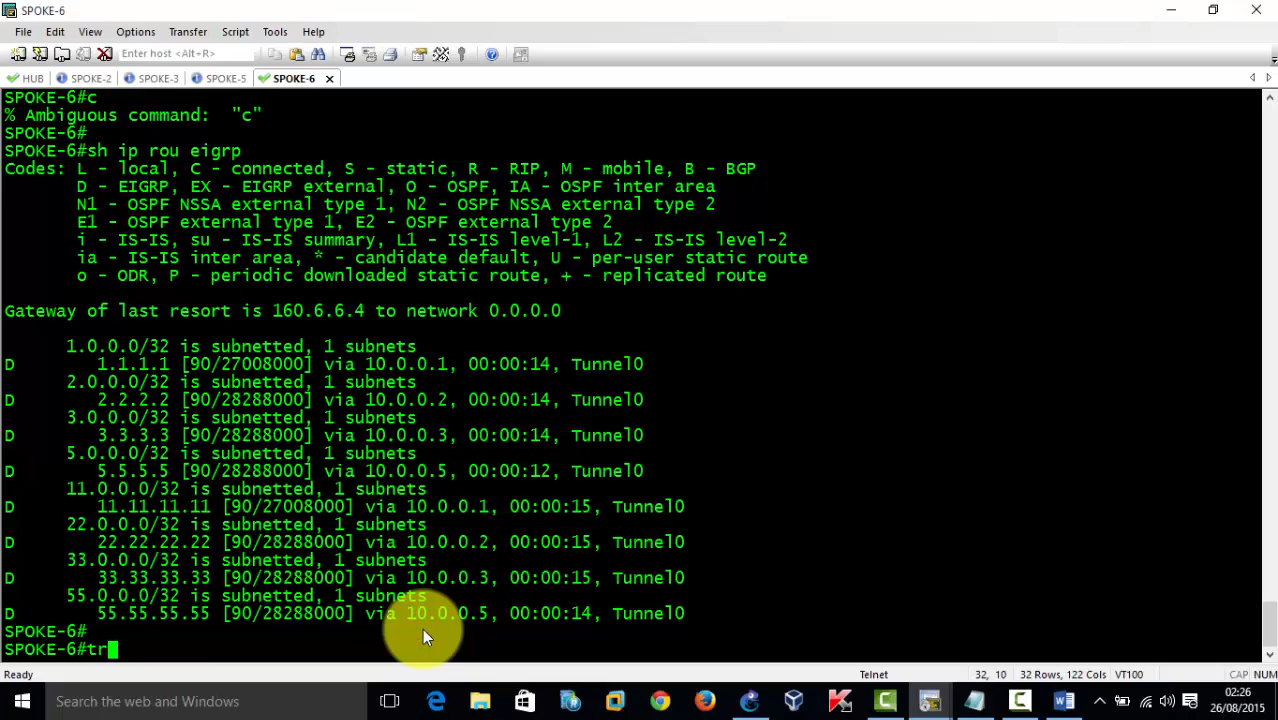 SPOKE-6
File Edit View Options Transfer Script Tools Help
Enter host <Alt+R>
HUB SPOKE-2 SPOKE-3 SPOKE-5 SPOKE-6
SPOKE-6#c
% Ambiguous command:  "c"
SPOKE-6#
SPOKE-6#sh ip rou eigrp
Codes: L - local, C - connected, S - static, R - RIP, M - mobile, B - BGP
D - EIGRP, EX - EIGRP external, O - OSPF, IA - OSPF inter area
N1 - OSPF NSSA external type 1, N2 - OSPF NSSA external type 2
E1 - OSPF external type 1, E2 - OSPF external type 2
i - IS-IS, su - IS-IS summary, L1 - IS-IS level-1, L2 - IS-IS level-2
ia - IS-IS inter area, * - candidate default, U - per-user static route
o - ODR, P - periodic downloaded static route, + - replicated route
Gateway of last resort is 160.6.6.4 to network 0.0.0.0
1.0.0.0/32 is subnetted, 1 subnets
D 1.1.1.1 [90/27008000] via 10.0.0.1, 00:00:14, Tunnel0
2.0.0.0/32 is subnetted, 1 subnets
D 2.2.2.2 [90/28288000] via 10.0.0.2, 00:00:14, Tunnel0
3.0.0.0/32 is subnetted, 1 subnets
D 3.3.3.3 [90/28288000] via 10.0.0.3, 00:00:14, Tunnel0
5.0.0.0/32 is subnetted, 1 subnets
D 5.5.5.5 [90/28288000] via 10.0.0.5, 00:00:12, Tunnel0
11.0.0.0/32 is subnetted, 1 subnets
D 11.11.11.11 [90/27008000] via 10.0.0.1, 00:00:15, Tunnel0
22.0.0.0/32 is subnetted, 1 subnets
D 22.22.22.22 [90/28288000] via 10.0.0.2, 00:00:15, Tunnel0
33.0.0.0/32 is subnetted, 1 subnets
D 33.33.33.33 [90/28288000] via 10.0.0.3, 00:00:15, Tunnel0
55.0.0.0/32 is subnetted, 1 subnets
D 55.55.55.55 [90/28288000] via 10.0.0.5, 00:00:14, Tunnel0
SPOKE-6#
SPOKE-6#tr
Ready Telnet 32, 10 32 Rows, 122 Cols VT100 CAP NUM
Search the web and Windows
02:26
26/08/2015